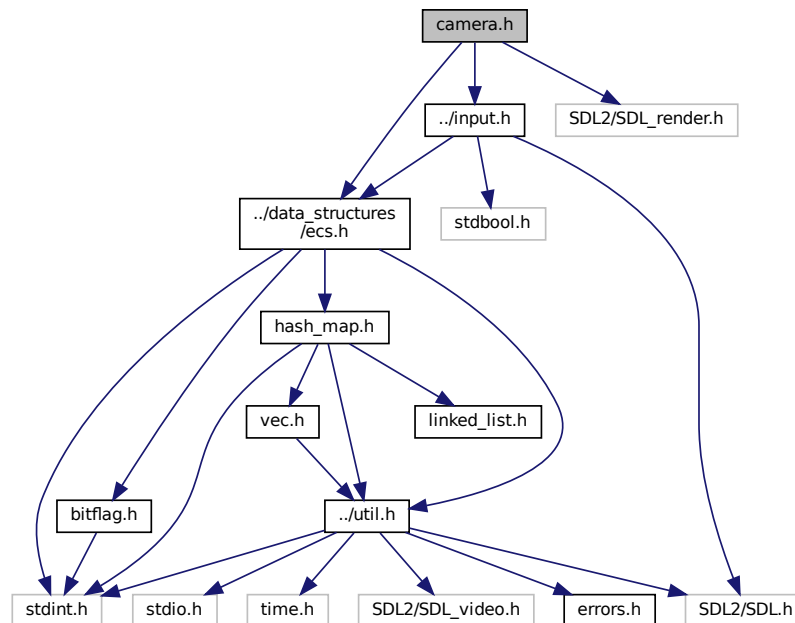 camera.h
../input.h
SDL2/SDL_render.h
../data_structures
/ecs.h
stdbool.h
hash_map.h
vec.h
linked_list.h
bitflag.h
../util.h
stdint.h
stdio.h
time.h
SDL2/SDL_video.h
errors.h
SDL2/SDL.h